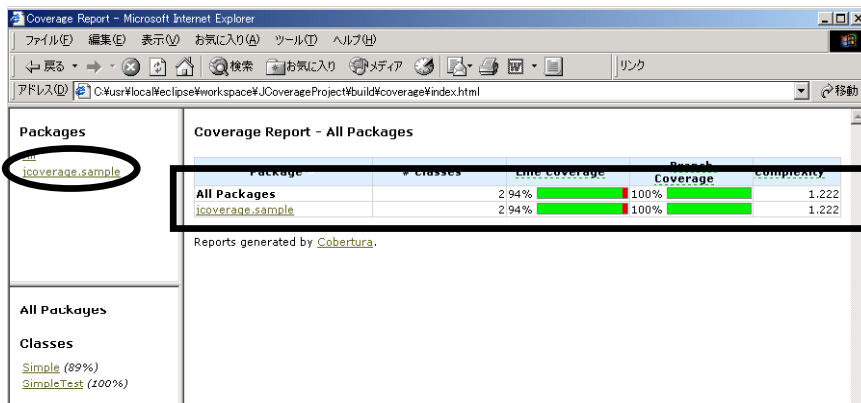 Coverage Report - Microsoft Internet Explorer
ファイル(F) 編集(E) 表示(V) お気に入り(A) ツール(T) ヘルプ(H)
戻る 検索 お気に入り メディア リンク
アドレス(D) C:¥usr¥local¥eclipse¥workspace¥JCoverageProject¥build¥coverage¥index.html 移動
Packages
jcoverage.sample
All Packages
Classes
Simple (89%)
SimpleTest (100%)
Coverage Report - All Packages
Package # Classes Line Coverage Branch Coverage Complexity
All Packages 2 94% 100% 1.222
jcoverage.sample 2 94% 100% 1.222
Reports generated by Cobertura.